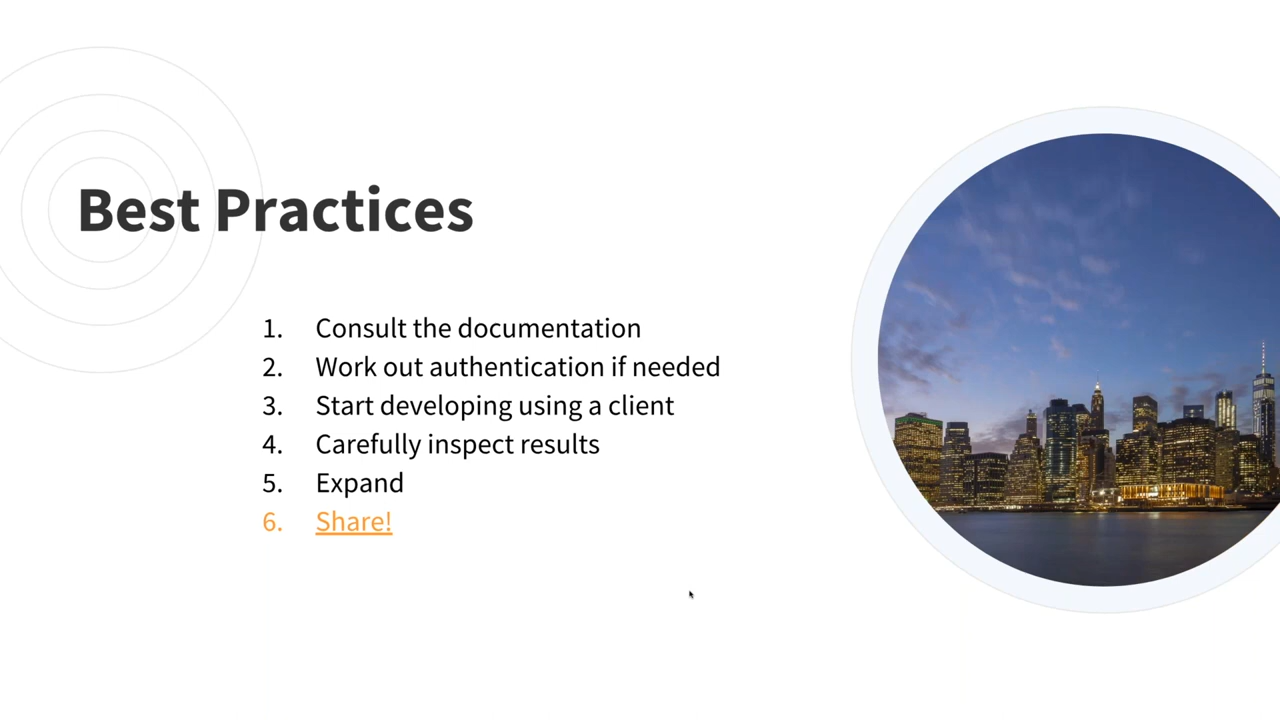 Best Practices
1. Consult the documentation
2. Work out authentication if needed
3. Start developing using a client
4. Carefully inspect results
5. Expand
6. Share!